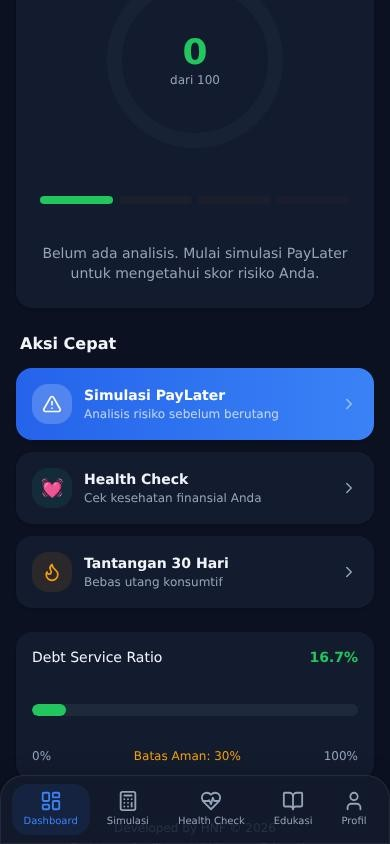 0
dari 100
Belum ada analisis. Mulai simulasi PayLater
untuk mengetahui skor risiko Anda.
Aksi Cepat
Simulasi PayLater
Analisis risiko sebelum berutang
Health Check
Cek kesehatan finansial Anda
Tantangan 30 Hari
Bebas utang konsumtif
Debt Service Ratio 16.7%
0% Batas Aman: 30% 100%
Dashboard Simulasi Health Check Edukasi Profil
Developed by HNF © 2026